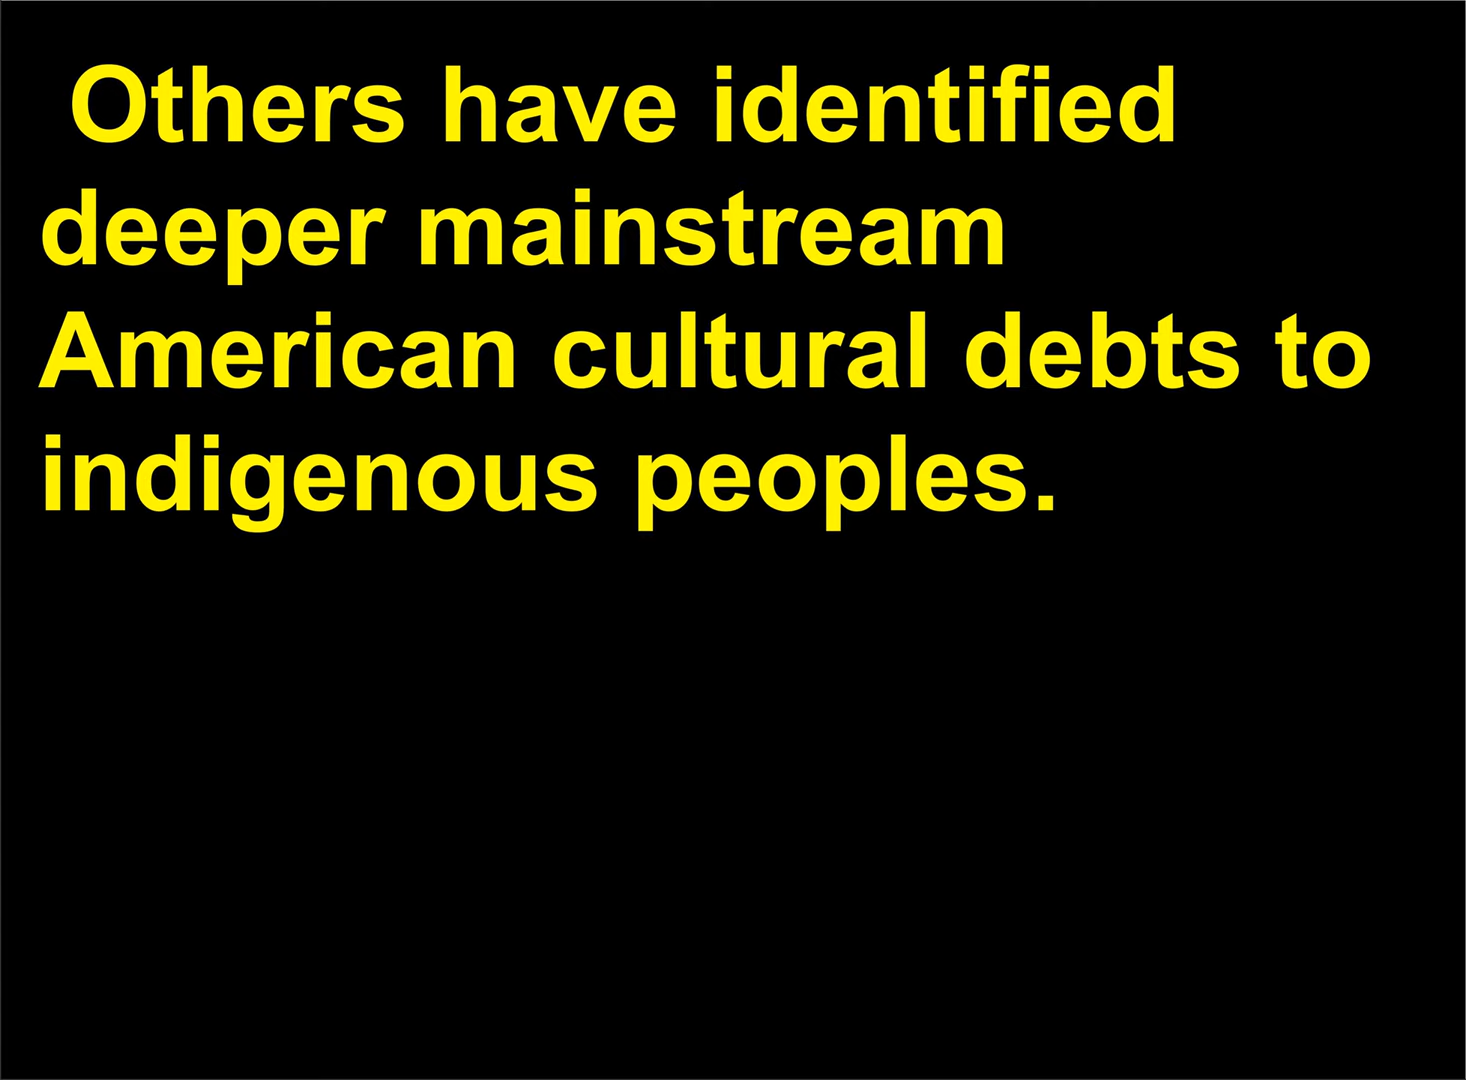 Others have identified
deeper mainstream
American cultural debts to
indigenous peoples.